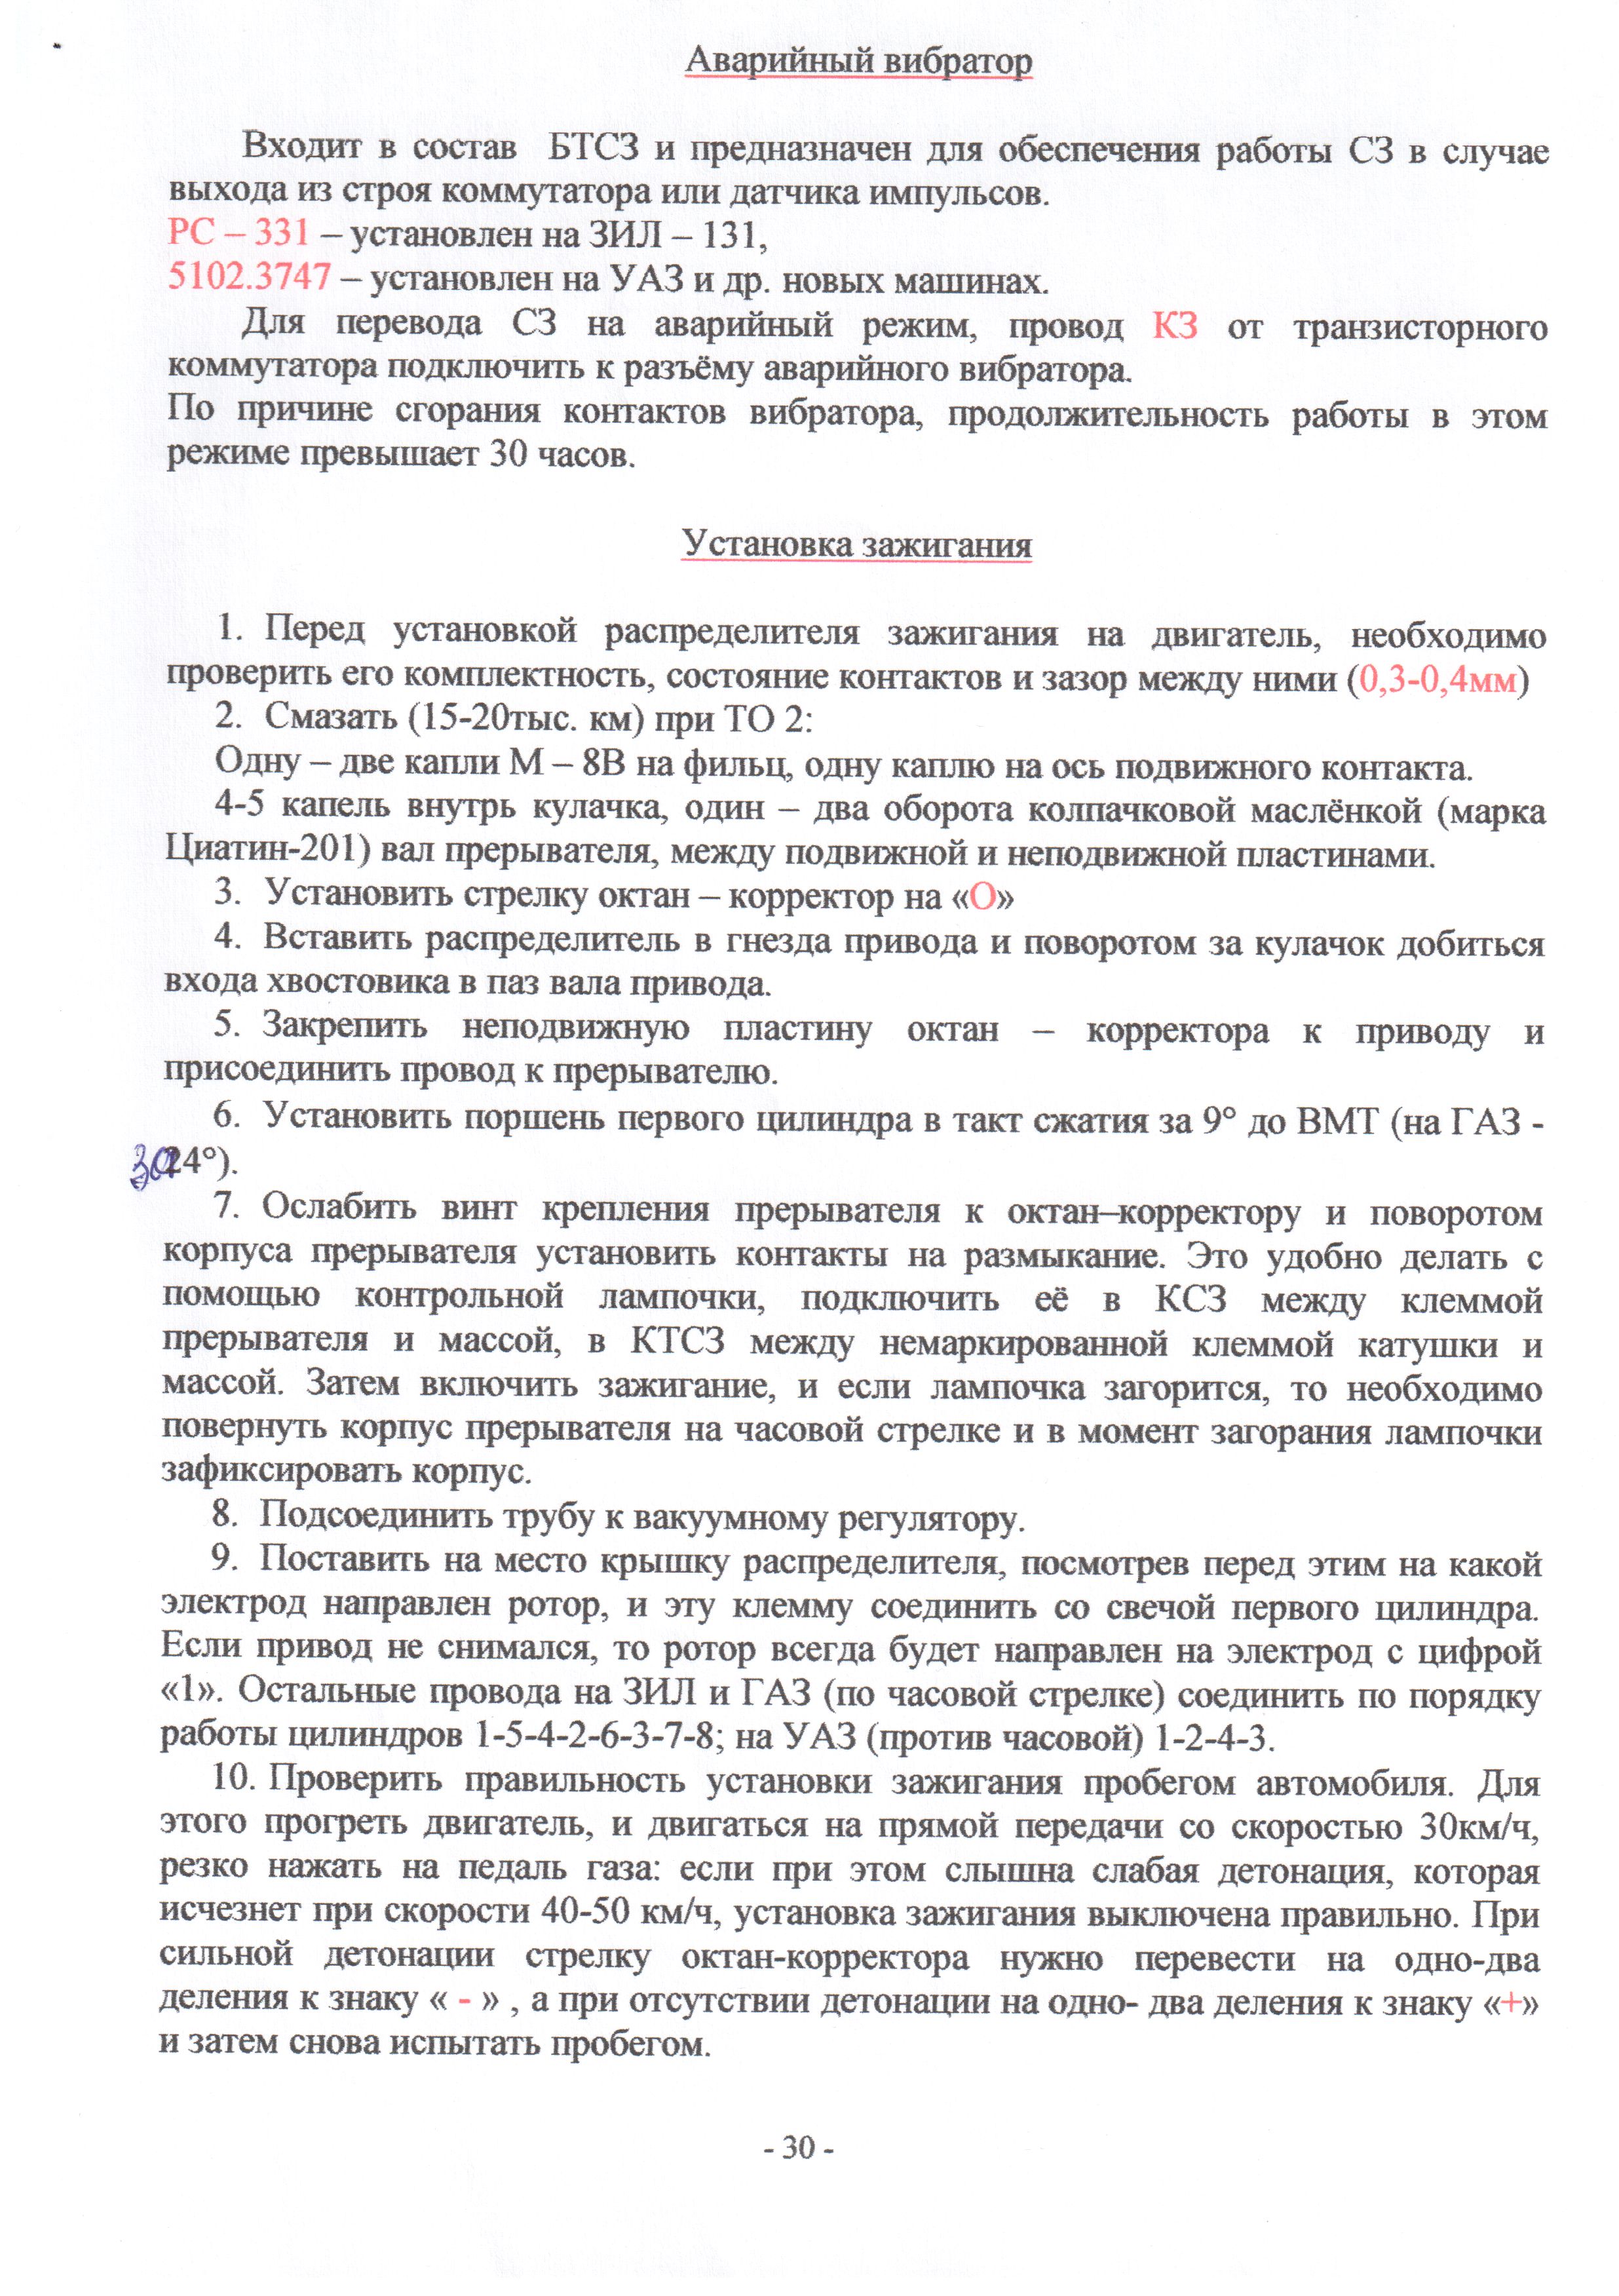 Аварийный вибратор
Входит в состав БТСЗ и предназначен для обеспечения работы СЗ в случае
выхода из строя коммутатора или датчика импульсов.
РС – 331 – установлен на ЗИЛ – 131,
5102.3747 – установлен на УАЗ и др. новых машинах.
Для перевода СЗ на аварийный режим, провод КЗ от транзисторного
коммутатора подключить к разъёму аварийного вибратора.
По причине сгорания контактов вибратора, продолжительность работы в этом
режиме превышает 30 часов.
Установка зажигания
1. Перед установкой распределителя зажигания на двигатель, необходимо
проверить его комплектность, состояние контактов и зазор между ними (0,3-0,4мм)
2. Смазать (15-20тыс. км) при ТО 2:
Одну – две капли М – 8В на фильц, одну каплю на ось подвижного контакта.
4-5 капель внутрь кулачка, один – два оборота колпачковой маслёнкой (марка
Циатин-201) вал прерывателя, между подвижной и неподвижной пластинами.
3. Установить стрелку октан – корректор на «О»
4. Вставить распределитель в гнезда привода и поворотом за кулачок добиться
входа хвостовика в паз вала привода.
5. Закрепить неподвижную пластину октан – корректора к приводу и
присоединить провод к прерывателю.
6. Установить поршень первого цилиндра в такт сжатия за 9° до ВМТ (на ГАЗ -
24°).
7. Ослабить винт крепления прерывателя к октан–корректору и поворотом
корпуса прерывателя установить контакты на размыкание. Это удобно делать с
помощью контрольной лампочки, подключить её в КСЗ между клеммой
прерывателя и массой, в КТСЗ между немаркированной клеммой катушки и
массой. Затем включить зажигание, и если лампочка загорится, то необходимо
повернуть корпус прерывателя на часовой стрелке и в момент загорания лампочки
зафиксировать корпус.
8. Подсоединить трубу к вакуумному регулятору.
9. Поставить на место крышку распределителя, посмотрев перед этим на какой
электрод направлен ротор, и эту клемму соединить со свечой первого цилиндра.
Если привод не снимался, то ротор всегда будет направлен на электрод с цифрой
«1». Остальные провода на ЗИЛ и ГАЗ (по часовой стрелке) соединить по порядку
работы цилиндров 1-5-4-2-6-3-7-8; на УАЗ (против часовой) 1-2-4-3.
10. Проверить правильность установки зажигания пробегом автомобиля. Для
этого прогреть двигатель, и двигаться на прямой передачи со скоростью 30км/ч,
резко нажать на педаль газа: если при этом слышна слабая детонация, которая
исчезнет при скорости 40-50 км/ч, установка зажигания выключена правильно. При
сильной детонации стрелку октан-корректора нужно перевести на одно-два
деления к знаку « - » , а при отсутствии детонации на одно- два деления к знаку «+»
и затем снова испытать пробегом.
- 30 -